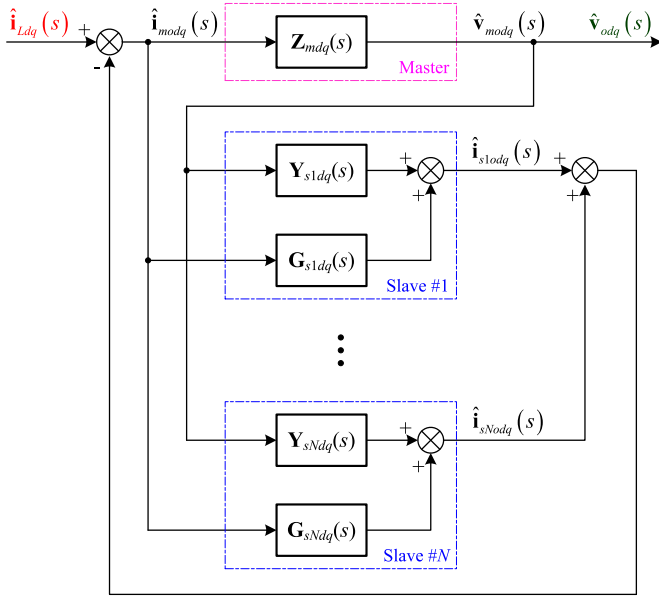 î_Ldq(s)
+
-
î_modq(s)
Z_mdq(s)
Master
v̂_modq(s)
v̂_odq(s)
Y_s1dq(s)
+
+
î_s1odq(s)
+
+
G_s1dq(s)
Slave #1
Y_sNdq(s)
+
+
î_sNodq(s)
G_sNdq(s)
Slave #N